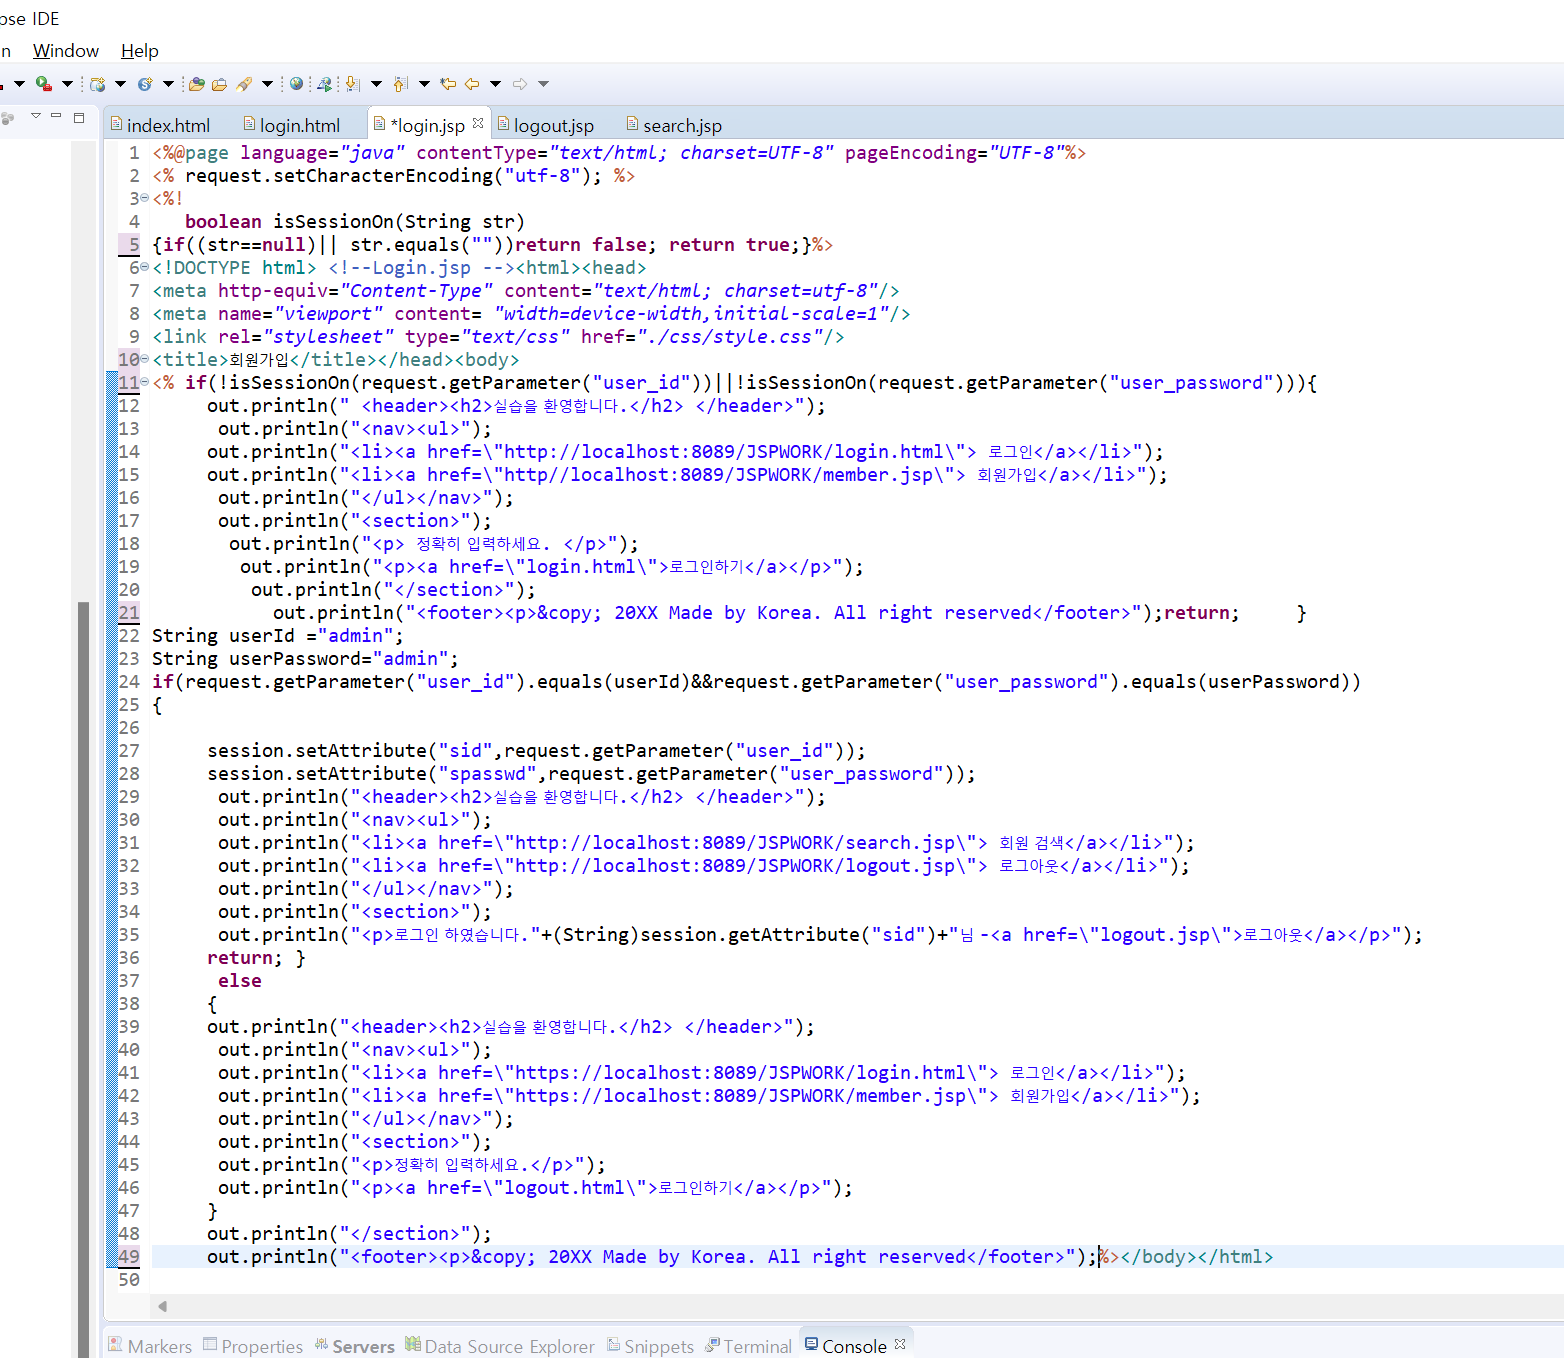 pse IDE
n Window Help
index.html login.html *login.jsp logout.jsp search.jsp
1 <%@page language="java" contentType="text/html; charset=UTF-8" pageEncoding="UTF-8"%>
2 <% request.setCharacterEncoding("utf-8"); %>
3 <%!
4 boolean isSessionOn(String str)
5 {if((str==null)|| str.equals(""))return false; return true;}%>
6 <!DOCTYPE html> <!--Login.jsp --><html><head>
7 <meta http-equiv="Content-Type" content="text/html; charset=utf-8"/>
8 <meta name="viewport" content= "width=device-width,initial-scale=1"/>
9 <link rel="stylesheet" type="text/css" href="./css/style.css"/>
10 <title>회원가입</title></head><body>
11 <% if(!isSessionOn(request.getParameter("user_id"))||!isSessionOn(request.getParameter("user_password"))){
12 out.println(" <header><h2>실습을 환영합니다.</h2> </header>");
13 out.println("<nav><ul>");
14 out.println("<li><a href=\"http://localhost:8089/JSPWORK/login.html\"> 로그인</a></li>");
15 out.println("<li><a href=\"http//localhost:8089/JSPWORK/member.jsp\"> 회원가입</a></li>");
16 out.println("</ul></nav>");
17 out.println("<section>");
18 out.println("<p> 정확히 입력하세요. </p>");
19 out.println("<p><a href=\"login.html\">로그인하기</a></p>");
20 out.println("</section>");
21 out.println("<footer><p>&copy; 20XX Made by Korea. All right reserved</footer>");return; }
22 String userId ="admin";
23 String userPassword="admin";
24 if(request.getParameter("user_id").equals(userId)&&request.getParameter("user_password").equals(userPassword))
25 {
26
27 session.setAttribute("sid",request.getParameter("user_id"));
28 session.setAttribute("spasswd",request.getParameter("user_password"));
29 out.println("<header><h2>실습을 환영합니다.</h2> </header>");
30 out.println("<nav><ul>");
31 out.println("<li><a href=\"http://localhost:8089/JSPWORK/search.jsp\"> 회원 검색</a></li>");
32 out.println("<li><a href=\"http://localhost:8089/JSPWORK/logout.jsp\"> 로그아웃</a></li>");
33 out.println("</ul></nav>");
34 out.println("<section>");
35 out.println("<p>로그인 하였습니다."+(String)session.getAttribute("sid")+"님 -<a href=\"logout.jsp\">로그아웃</a></p>");
36 return; }
37 else
38 {
39 out.println("<header><h2>실습을 환영합니다.</h2> </header>");
40 out.println("<nav><ul>");
41 out.println("<li><a href=\"https://localhost:8089/JSPWORK/login.html\"> 로그인</a></li>");
42 out.println("<li><a href=\"https://localhost:8089/JSPWORK/member.jsp\"> 회원가입</a></li>");
43 out.println("</ul></nav>");
44 out.println("<section>");
45 out.println("<p>정확히 입력하세요.</p>");
46 out.println("<p><a href=\"logout.html\">로그인하기</a></p>");
47 }
48 out.println("</section>");
49 out.println("<footer><p>&copy; 20XX Made by Korea. All right reserved</footer>");%></body></html>
50
Markers Properties Servers Data Source Explorer Snippets Terminal Console